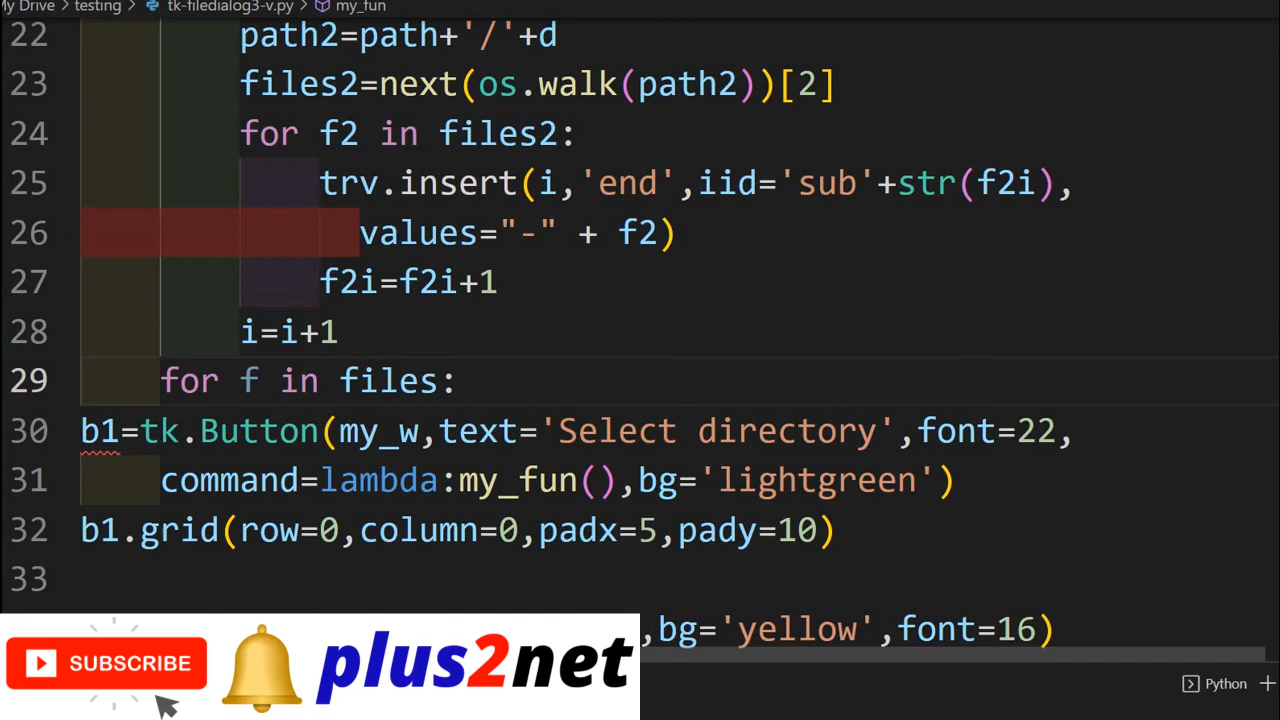 My Drive > testing > tk-filedialog3-v.py > my_fun
22 path2=path+'/'+d
23 files2=next(os.walk(path2))[2]
24 for f2 in files2:
25 trv.insert(i,'end',iid='sub'+str(f2i),
26 values="-" + f2)
27 f2i=f2i+1
28 i=i+1
29 for f in files:
30 b1=tk.Button(my_w,text='Select directory',font=22,
31 command=lambda:my_fun(),bg='lightgreen')
32 b1.grid(row=0,column=0,padx=5,pady=10)
33
,bg='yellow',font=16)
SUBSCRIBE
plus2net
Python